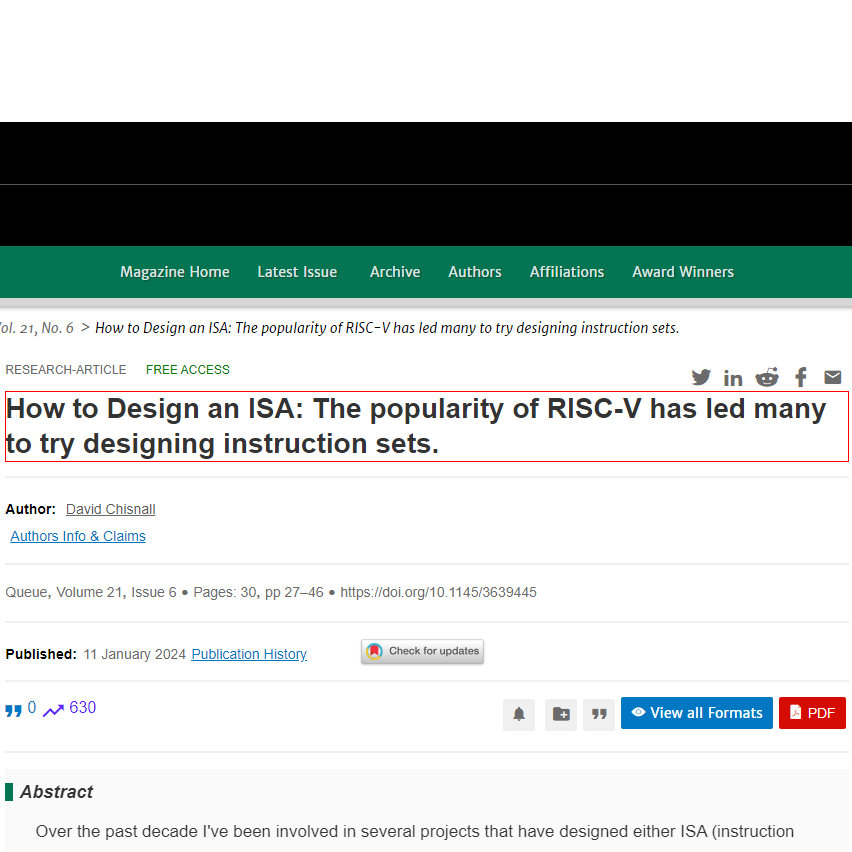 Magazine Home Latest Issue Archive Authors Affiliations Award Winners
Vol. 21, No. 6 > How to Design an ISA: The popularity of RISC-V has led many to try designing instruction sets.
RESEARCH-ARTICLE FREE ACCESS
How to Design an ISA: The popularity of RISC-V has led many
to try designing instruction sets.
Author: David Chisnall
Authors Info & Claims
Queue, Volume 21, Issue 6 • Pages: 30, pp 27–46 • https://doi.org/10.1145/3639445
Published: 11 January 2024 Publication History Check for updates
0 630 View all Formats PDF
Abstract
Over the past decade I've been involved in several projects that have designed either ISA (instruction